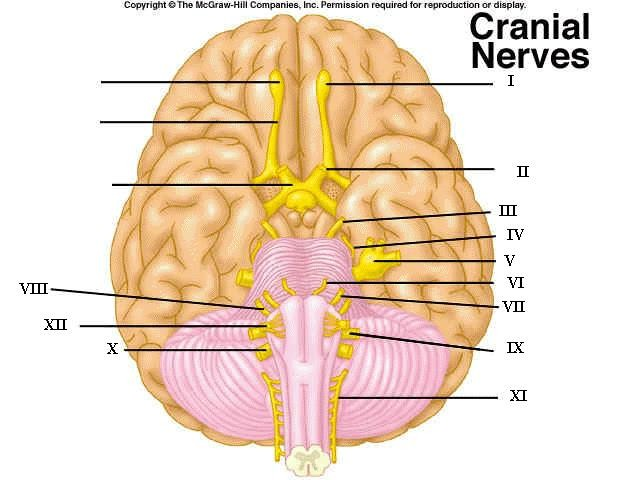 Copyright © The McGraw-Hill Companies, Inc. Permission required for reproduction or display.
Cranial
Nerves
I
II
III
IV
V
VI
VIII
VII
XII
X
IX
XI